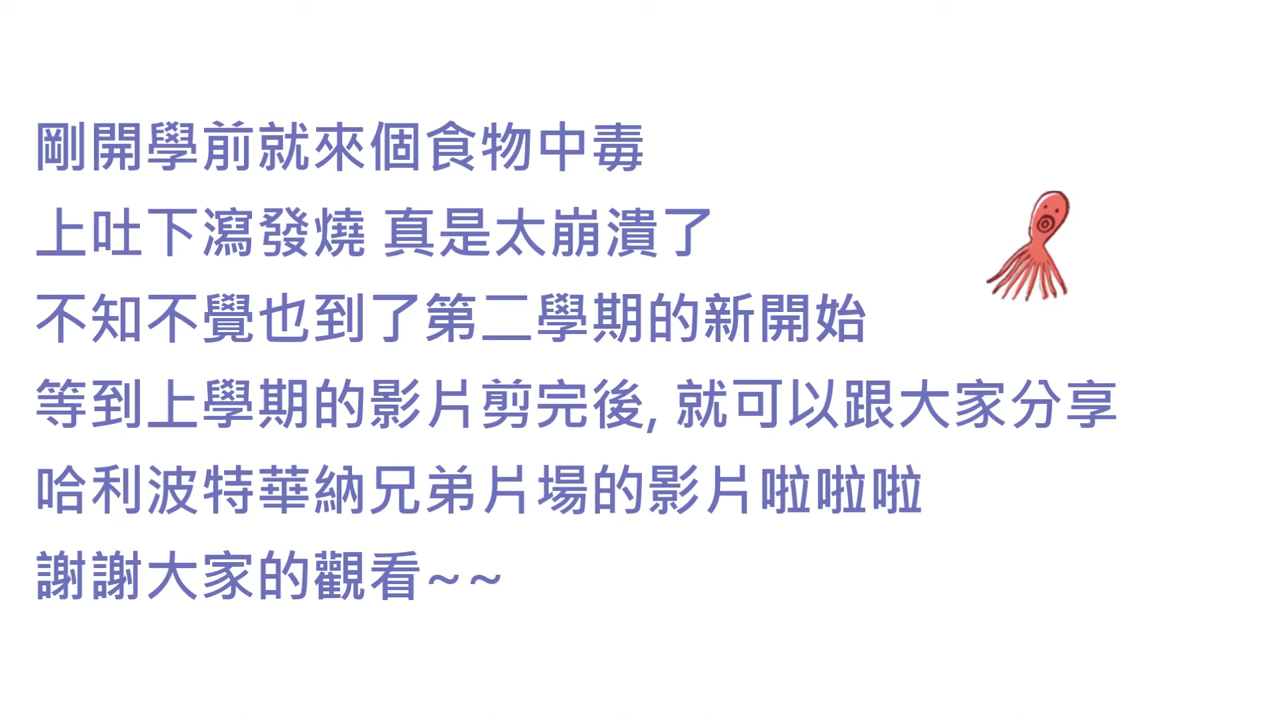 剛開學前就來個食物中毒
上吐下瀉發燒 真是太崩潰了
不知不覺也到了第二學期的新開始
等到上學期的影片剪完後, 就可以跟大家分享
哈利波特華納兄弟片場的影片啦啦啦
謝謝大家的觀看~~